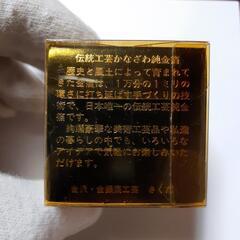 伝統工芸かなざわ純金箔
歴史と風土によって育まれて
きた金箔は、1万分の1ミリの
薄さに打ち延ばす手づくりの技
術で、日本唯一の伝統工芸純金
箔です。
絢爛豪華な美術工芸品や私達
の暮らしの中でも、いろいろな
アイデアで気軽にお楽しみいた
だけます。
金沢・金銀箔工芸 さくだ